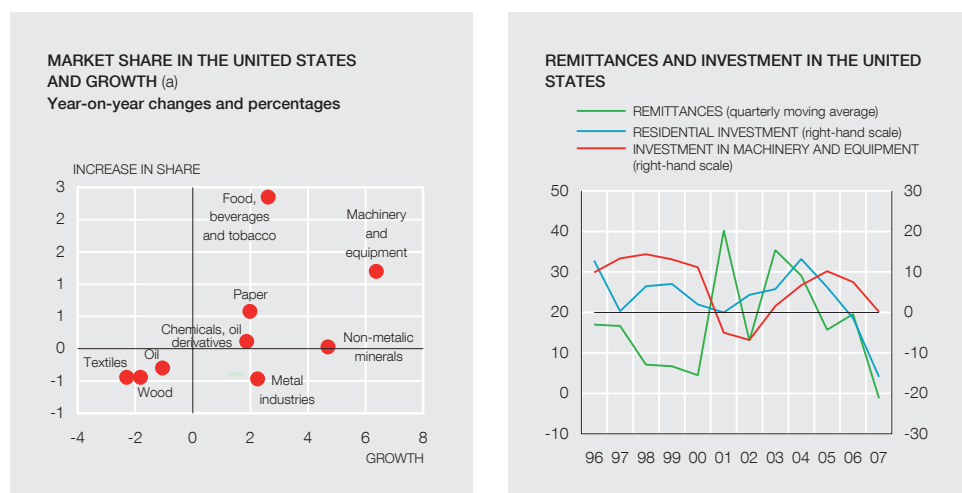 MARKET SHARE IN THE UNITED STATES
AND GROWTH (a)
Year-on-year changes and percentages
INCREASE IN SHARE
3
2
2
1
1
0
-1
-1
-4
-2
0
2
4
6
8
GROWTH
Food,
beverages
and tobacco
Machinery
and
equipment
Paper
Chemicals, oil
derivatives
Non-metalic
minerals
Textiles
Oil
Wood
Metal
industries
REMITTANCES AND INVESTMENT IN THE UNITED
STATES
REMITTANCES (quarterly moving average)
RESIDENTIAL INVESTMENT (right-hand scale)
INVESTMENT IN MACHINERY AND EQUIPMENT
(right-hand scale)
50
40
30
20
10
0
-10
30
20
10
0
-10
-20
-30
96 97 98 99 00 01 02 03 04 05 06 07